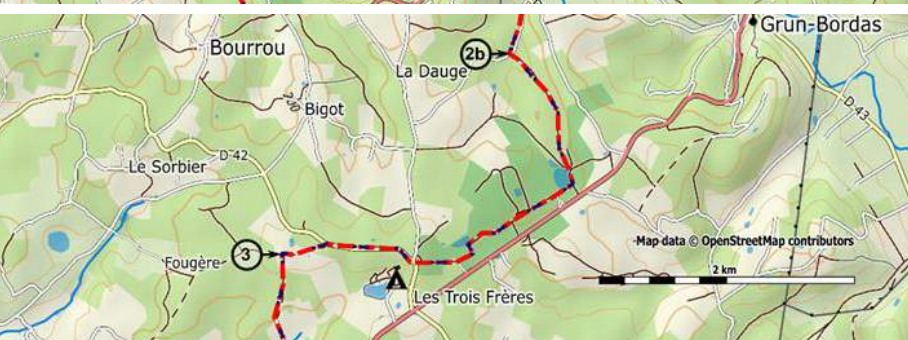 Grun-Bordas
Bourrou
2b
La Dauge
230
Bigot
D-43
Le Sorbier
D-42
Map data © OpenStreetMap contributors
3
Fougère
2 km
Les Trois Frères